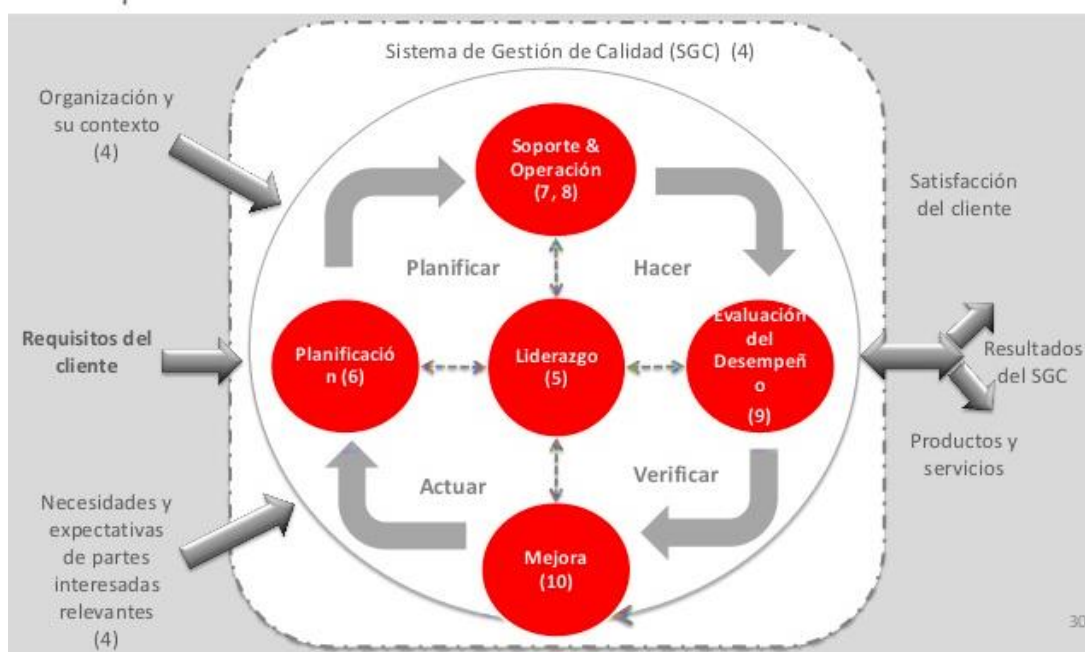 Sistema de Gestión de Calidad (SGC) (4)
Organización y
su contexto
(4)
Soporte &
Operación
(7, 8)
Satisfacción
del cliente
Planificar
Hacer
Requisitos del
cliente
Planificació
n (6)
Liderazgo
(5)
Evaluación
del
Desempeñ
o
(9)
Resultados
del SGC
Productos y
servicios
Actuar
Verificar
Necesidades y
expectativas
de partes
interesadas
relevantes
(4)
Mejora
(10)
30